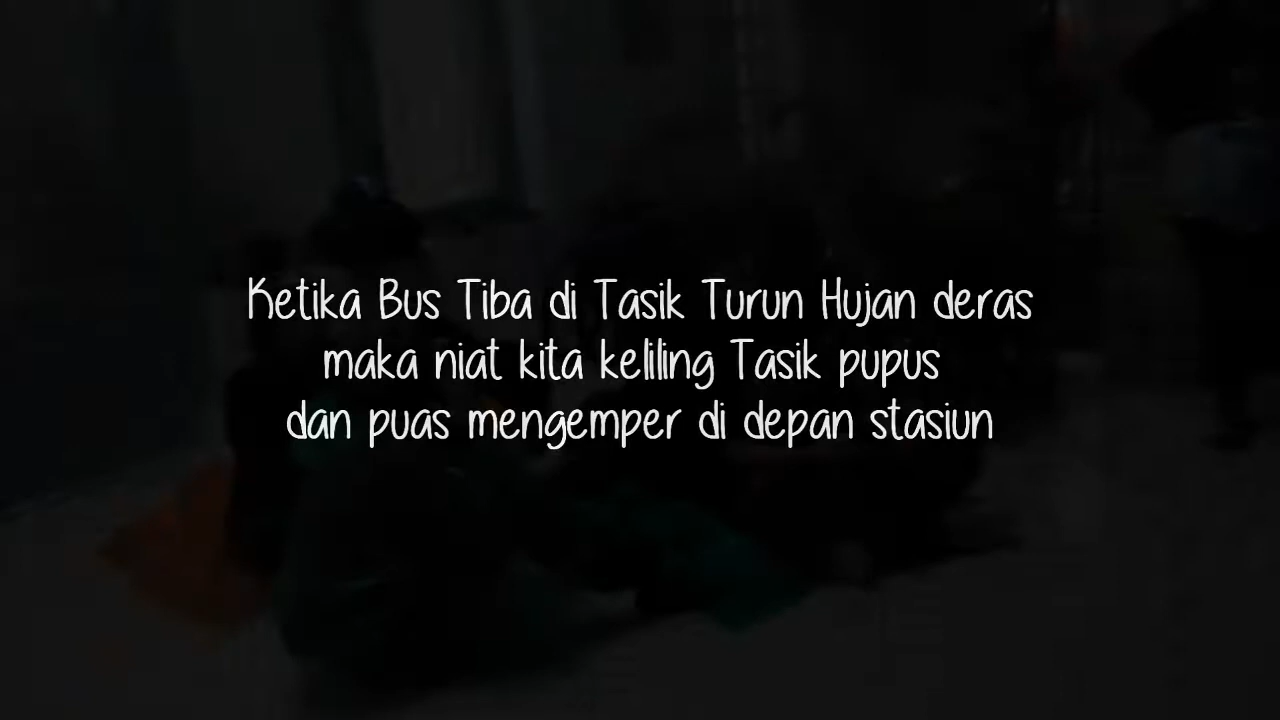 Ketika Bus Tiba di Tasik Turun Hujan deras
maka niat kita keliling Tasik pupus
dan puas mengemper di depan stasiun